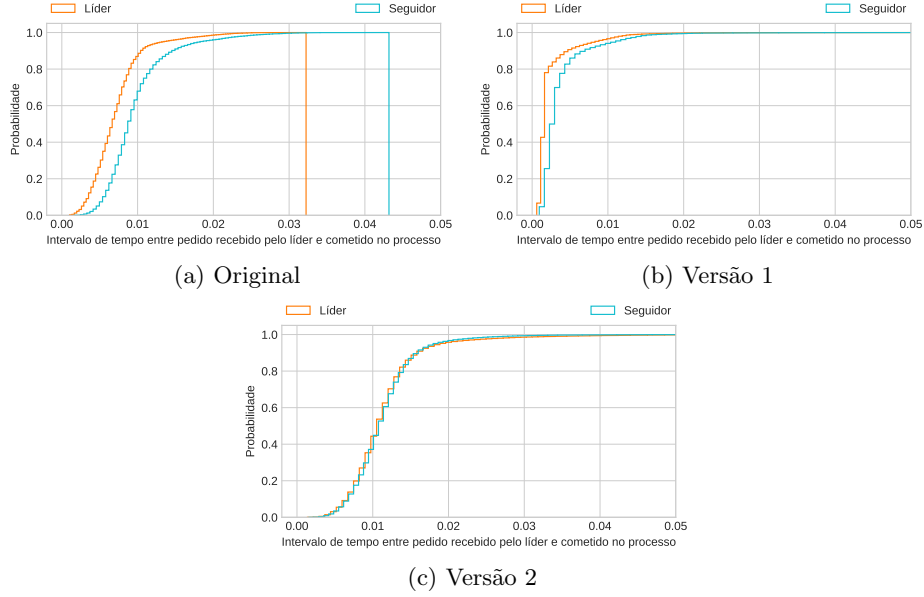 Líder Seguidor
1.0
0.8
0.6
0.4
0.2
0.0
Probabilidade
0.00 0.01 0.02 0.03 0.04 0.05
Intervalo de tempo entre pedido recebido pelo líder e cometido no processo
(a) Original
Líder Seguidor
1.0
0.8
0.6
0.4
0.2
0.0
Probabilidade
0.00 0.01 0.02 0.03 0.04 0.05
Intervalo de tempo entre pedido recebido pelo líder e cometido no processo
(b) Versão 1
Líder Seguidor
1.0
0.8
0.6
0.4
0.2
0.0
Probabilidade
0.00 0.01 0.02 0.03 0.04 0.05
Intervalo de tempo entre pedido recebido pelo líder e cometido no processo
(c) Versão 2